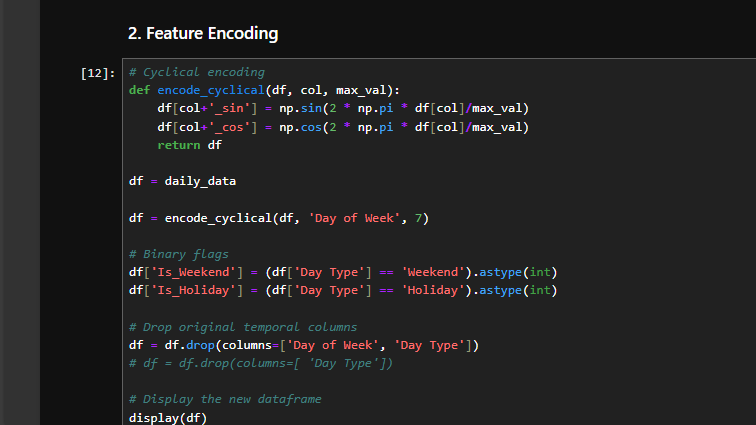 2. Feature Encoding
[12]:
# Cyclical encoding
def encode_cyclical(df, col, max_val):
    df[col+'_sin'] = np.sin(2 * np.pi * df[col]/max_val)
    df[col+'_cos'] = np.cos(2 * np.pi * df[col]/max_val)
    return df
df = daily_data
df = encode_cyclical(df, 'Day of Week', 7)
# Binary flags
df['Is_Weekend'] = (df['Day Type'] == 'Weekend').astype(int)
df['Is_Holiday'] = (df['Day Type'] == 'Holiday').astype(int)
# Drop original temporal columns
df = df.drop(columns=['Day of Week', 'Day Type'])
# df = df.drop(columns=[ 'Day Type'])
# Display the new dataframe
display(df)